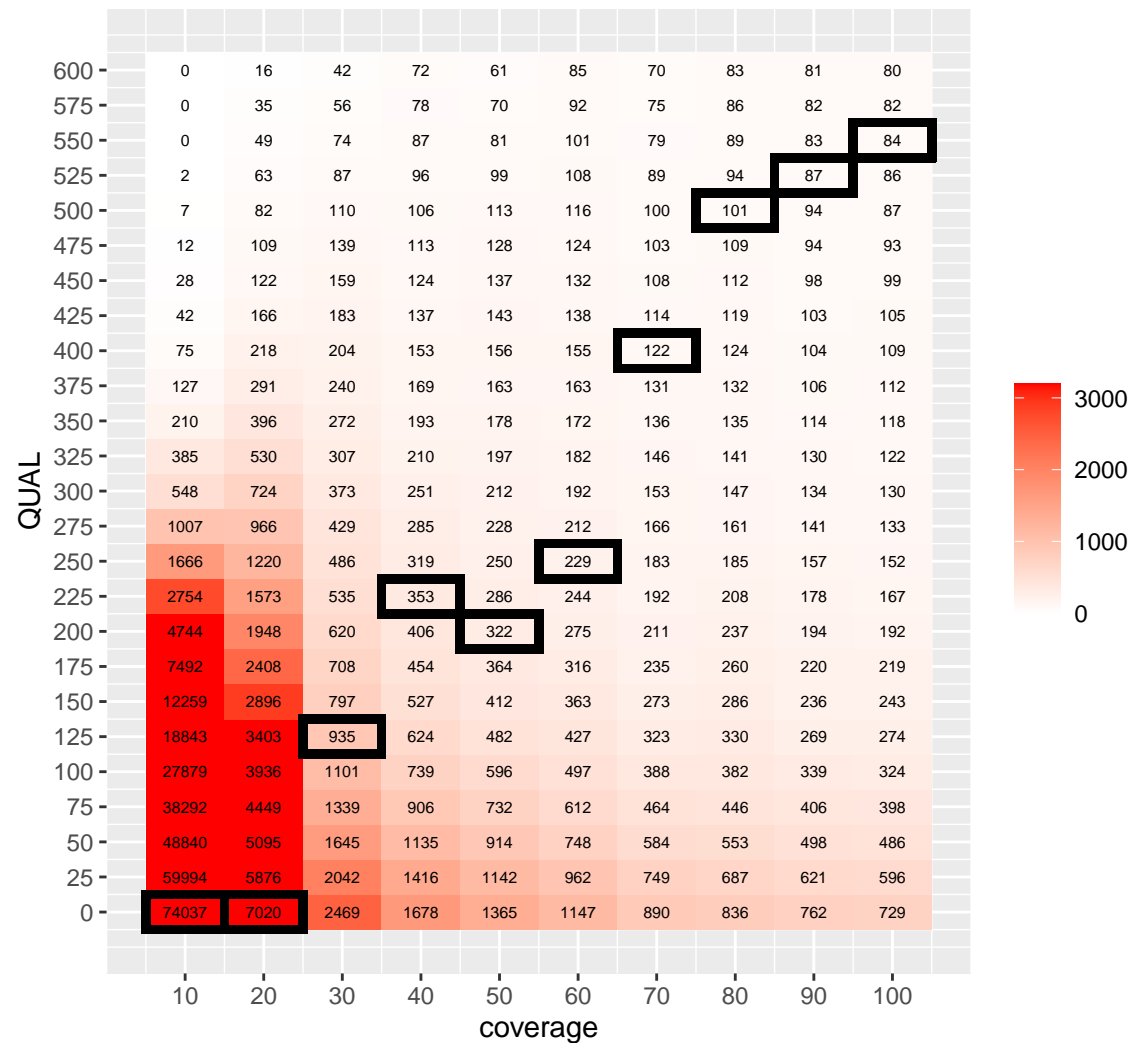 600 0 16 42 72 61 85 70 83 81 80
575 0 35 56 78 70 92 75 86 82 82
550 0 49 74 87 81 101 79 89 83 84
525 2 63 87 96 99 108 89 94 87 86
500 7 82 110 106 113 116 100 101 94 87
475 12 109 139 113 128 124 103 109 94 93
450 28 122 159 124 137 132 108 112 98 99
425 42 166 183 137 143 138 114 119 103 105
400 75 218 204 153 156 155 122 124 104 109
375 127 291 240 169 163 163 131 132 106 112
350 210 396 272 193 178 172 136 135 114 118
325 385 530 307 210 197 182 146 141 130 122
300 548 724 373 251 212 192 153 147 134 130
275 1007 966 429 285 228 212 166 161 141 133
250 1666 1220 486 319 250 229 183 185 157 152
225 2754 1573 535 353 286 244 192 208 178 167
200 4744 1948 620 406 322 275 211 237 194 192
175 7492 2408 708 454 364 316 235 260 220 219
150 12259 2896 797 527 412 363 273 286 236 243
125 18843 3403 935 624 482 427 323 330 269 274
100 27879 3936 1101 739 596 497 388 382 339 324
75 38292 4449 1339 906 732 612 464 446 406 398
50 48840 5095 1645 1135 914 748 584 553 498 486
25 59994 5876 2042 1416 1142 962 749 687 621 596
0 74037 7020 2469 1678 1365 1147 890 836 762 729
10 20 30 40 50 60 70 80 90 100
coverage
QUAL
3000
2000
1000
0